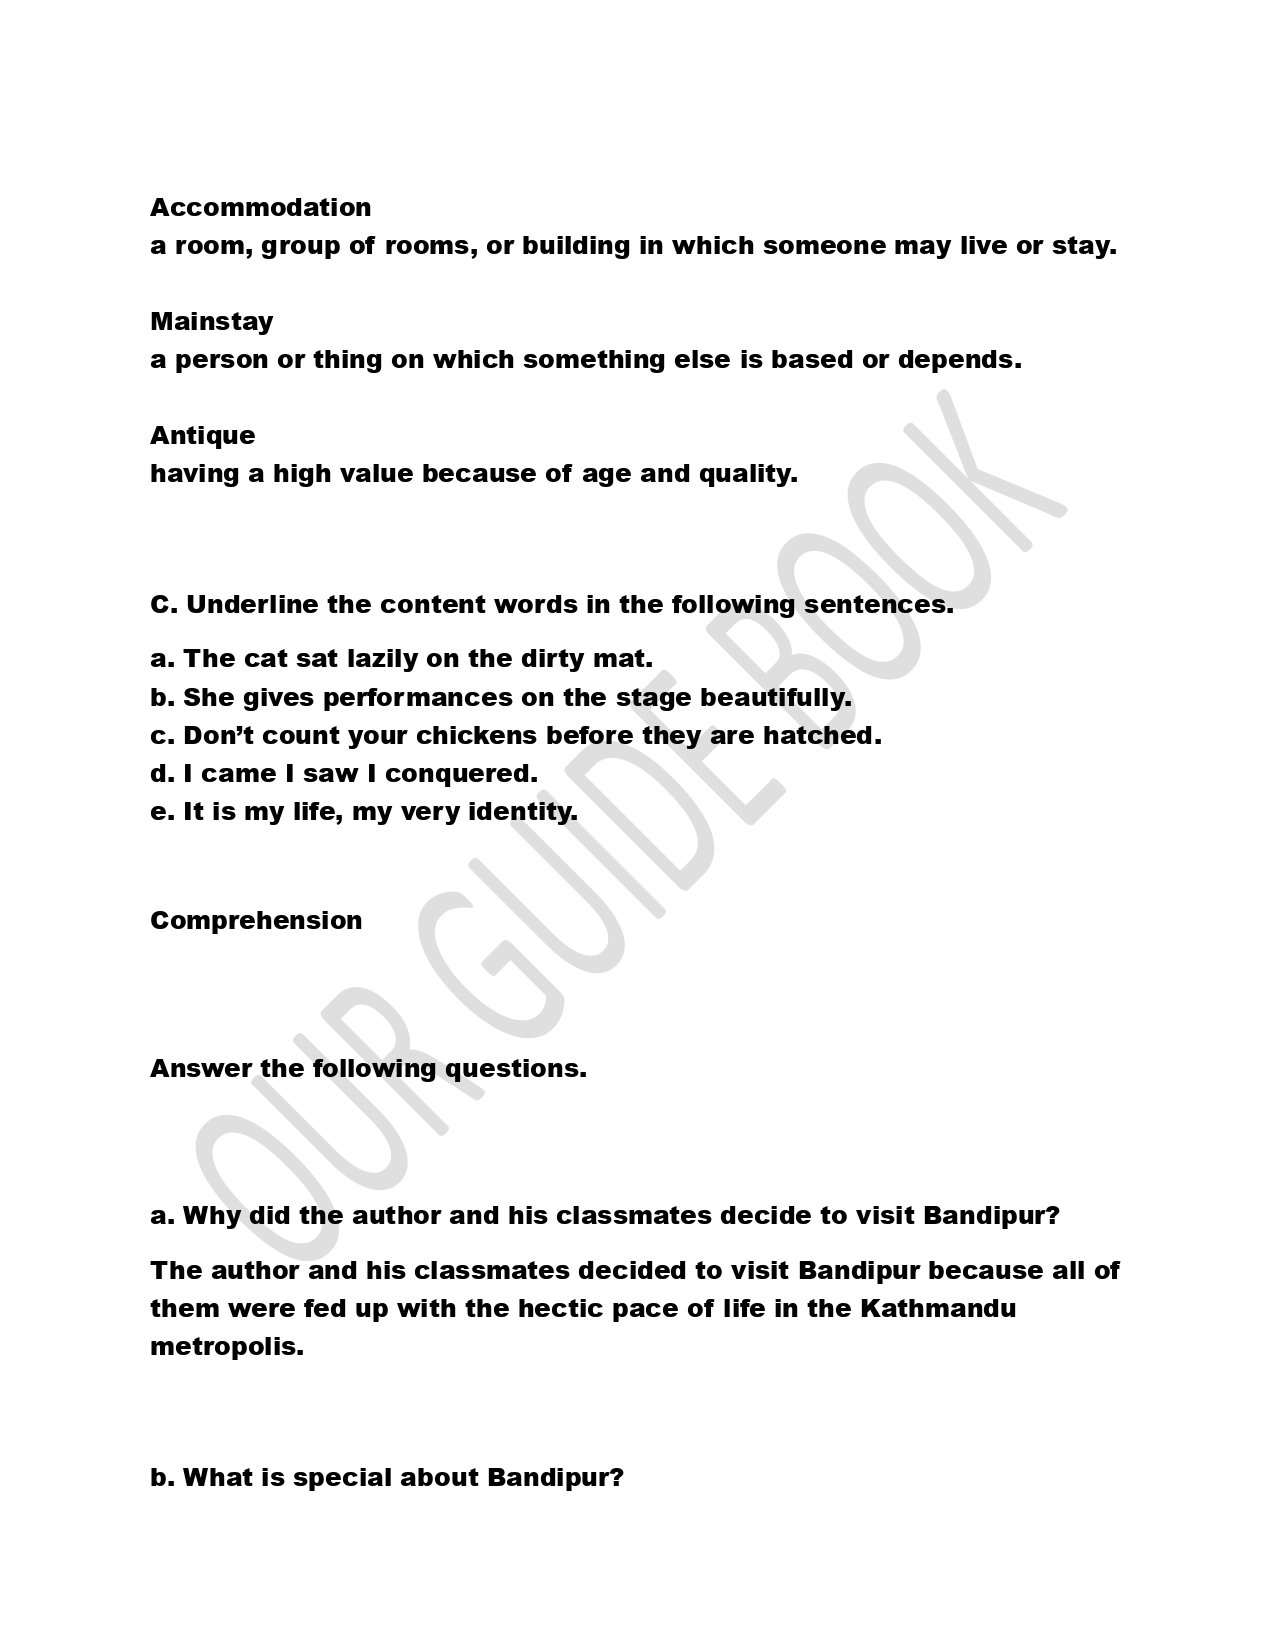 Accommodation
a room, group of rooms, or building in which someone may live or stay.
Mainstay
a person or thing on which something else is based or depends.
Antique
having a high value because of age and quality.
C. Underline the content words in the following sentences.
a. The cat sat lazily on the dirty mat.
b. She gives performances on the stage beautifully.
c. Don’t count your chickens before they are hatched.
d. I came I saw I conquered.
e. It is my life, my very identity.
Comprehension
Answer the following questions.
a. Why did the author and his classmates decide to visit Bandipur?
The author and his classmates decided to visit Bandipur because all of
them were fed up with the hectic pace of life in the Kathmandu
metropolis.
b. What is special about Bandipur?
OUR GUIDE BOOK